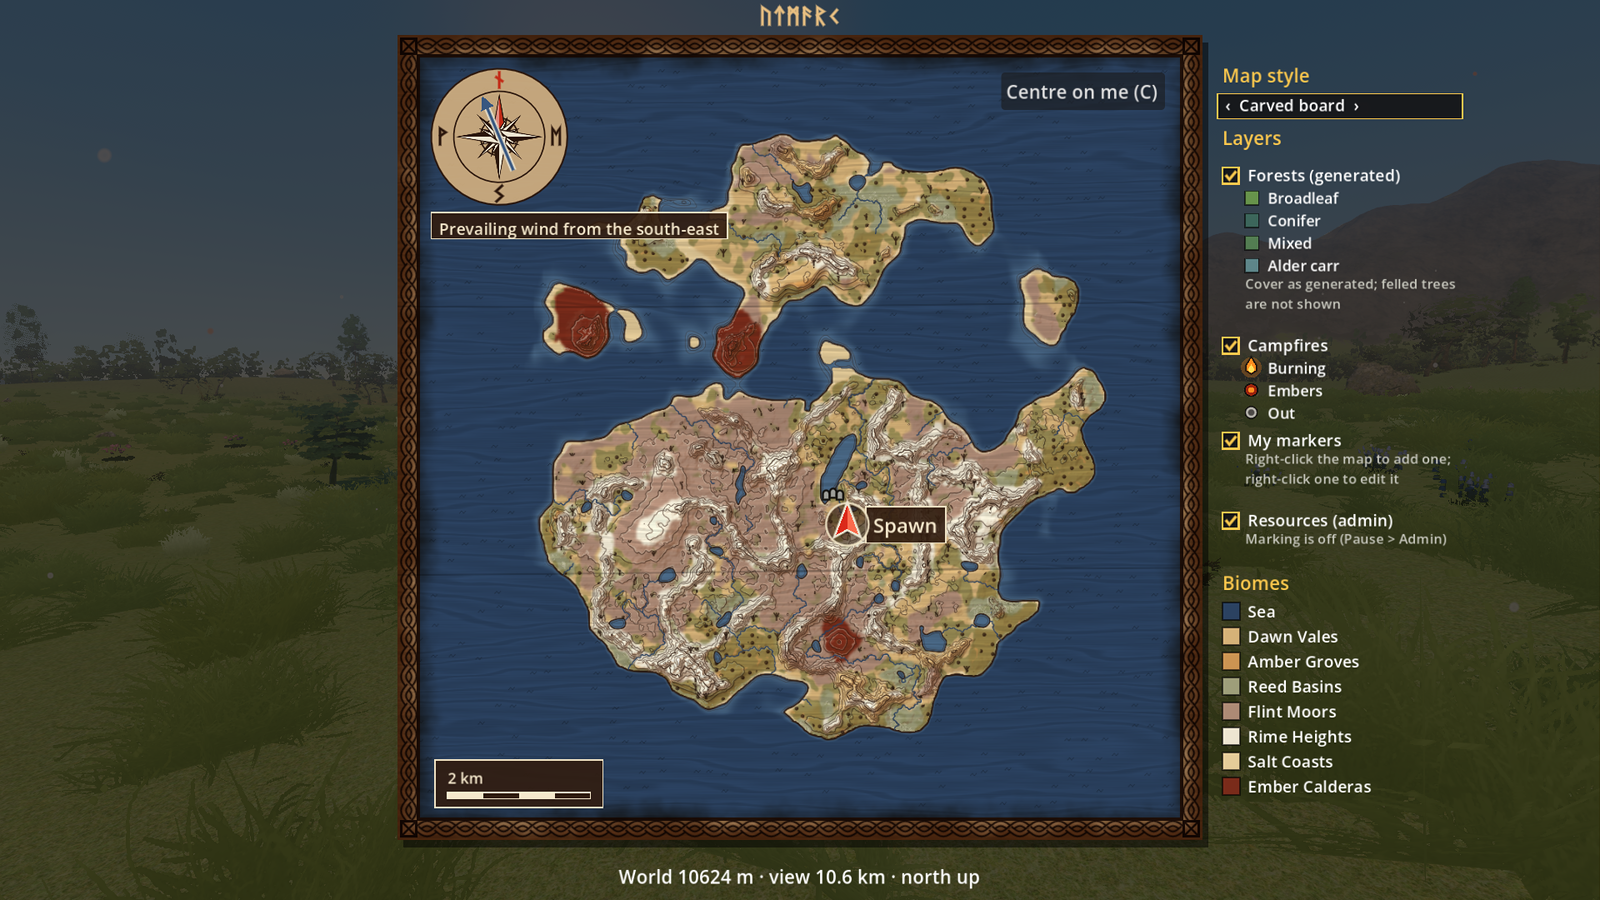 ᚢᛏᛖᚨᚱᚲ
ᚾ
ᚹ
ᛖ
ᛊ
Centre on me (C)
Prevailing wind from the south-east
Spawn
2 km
World 10624 m · view 10.6 km · north up
Map style
‹ Carved board ›
Layers
Forests (generated)
Broadleaf
Conifer
Mixed
Alder carr
Cover as generated; felled trees
are not shown
Campfires
Burning
Embers
Out
My markers
Right-click the map to add one;
right-click one to edit it
Resources (admin)
Marking is off (Pause > Admin)
Biomes
Sea
Dawn Vales
Amber Groves
Reed Basins
Flint Moors
Rime Heights
Salt Coasts
Ember Calderas